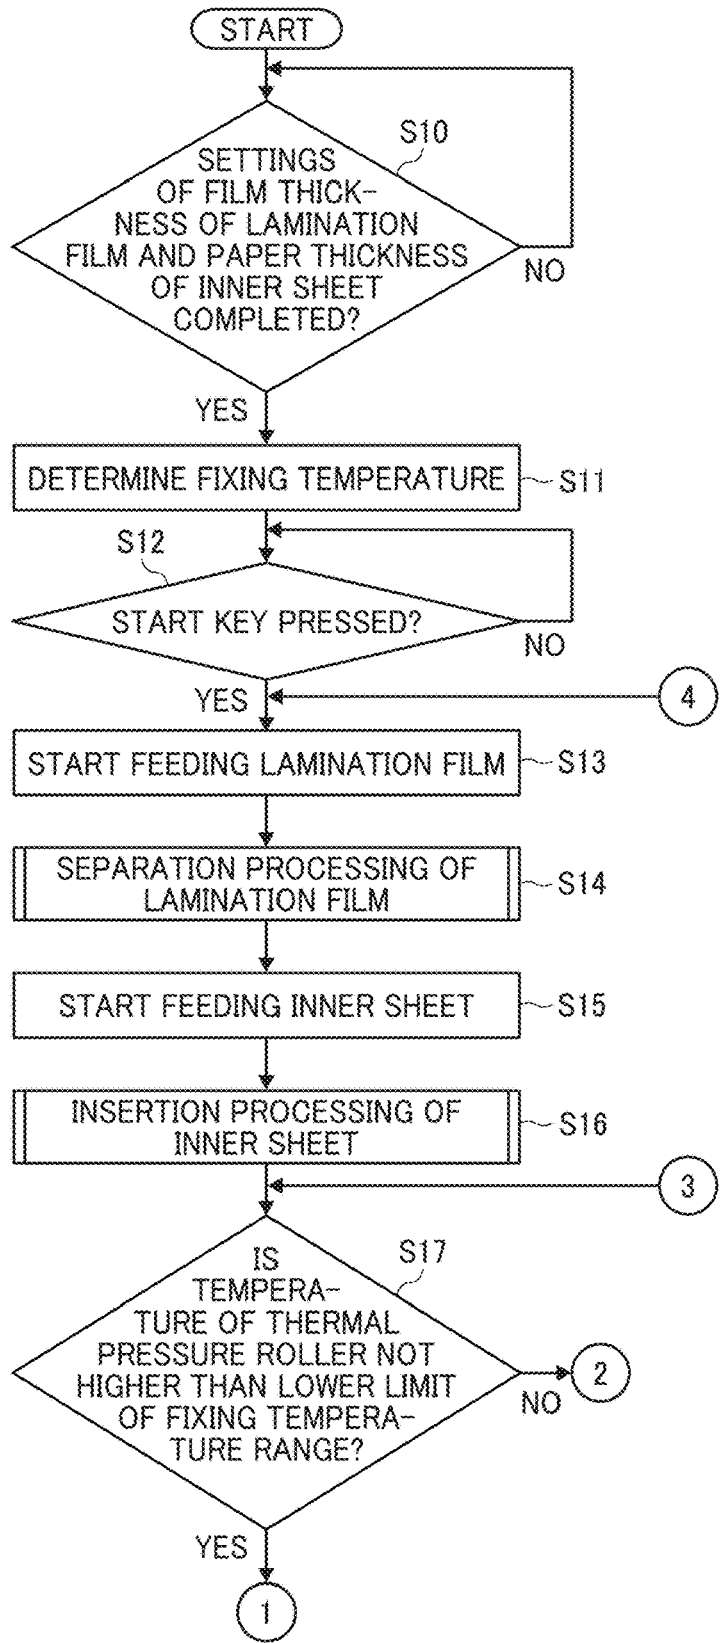 START
S10
SETTINGS
OF FILM THICK-
NESS OF LAMINATION
FILM AND PAPER THICKNESS
OF INNER SHEET
COMPLETED?
NO
YES
DETERMINE FIXING TEMPERATURE
S11
S12
START KEY PRESSED?
NO
YES
4
START FEEDING LAMINATION FILM
S13
SEPARATION PROCESSING OF
LAMINATION FILM
S14
START FEEDING INNER SHEET
S15
INSERTION PROCESSING OF
INNER SHEET
S16
3
S17
IS
TEMPERA-
TURE OF THERMAL
PRESSURE ROLLER NOT
HIGHER THAN LOWER LIMIT
OF FIXING TEMPERA-
TURE RANGE?
2
NO
YES
1